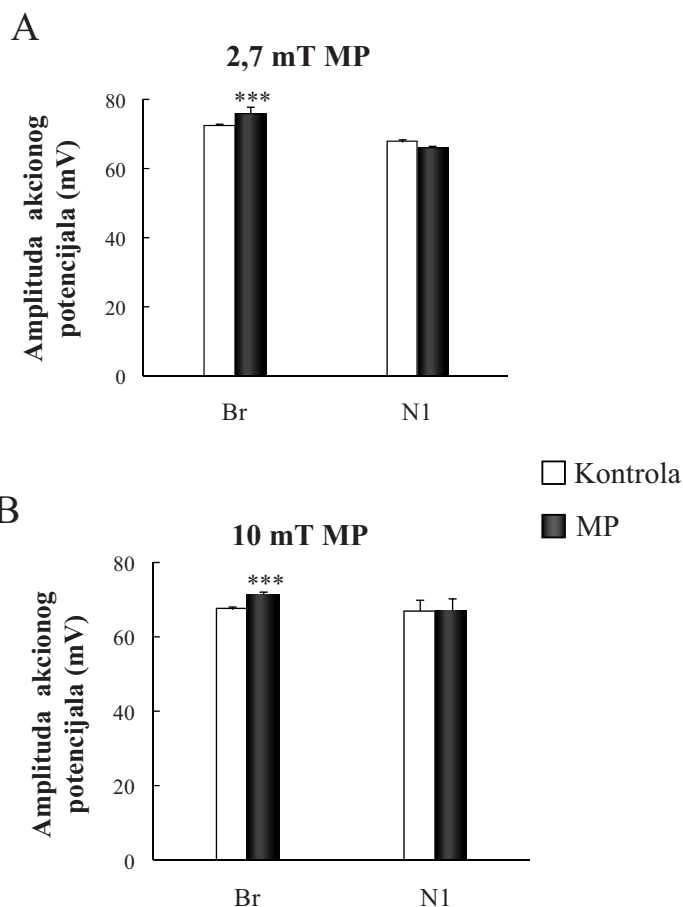 A
2,7 mT MP
Amplituda akcionog
potencijala (mV)
80
60
40
20
0
***
Br
N1
Kontrola
MP
B
10 mT MP
Amplituda akcionog
potencijala (mV)
80
60
40
20
0
***
Br
N1